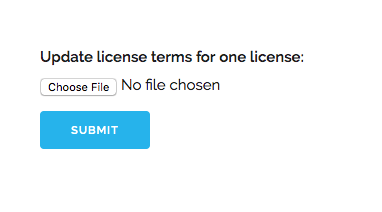 Update license terms for one license:
Choose File No file chosen
SUBMIT